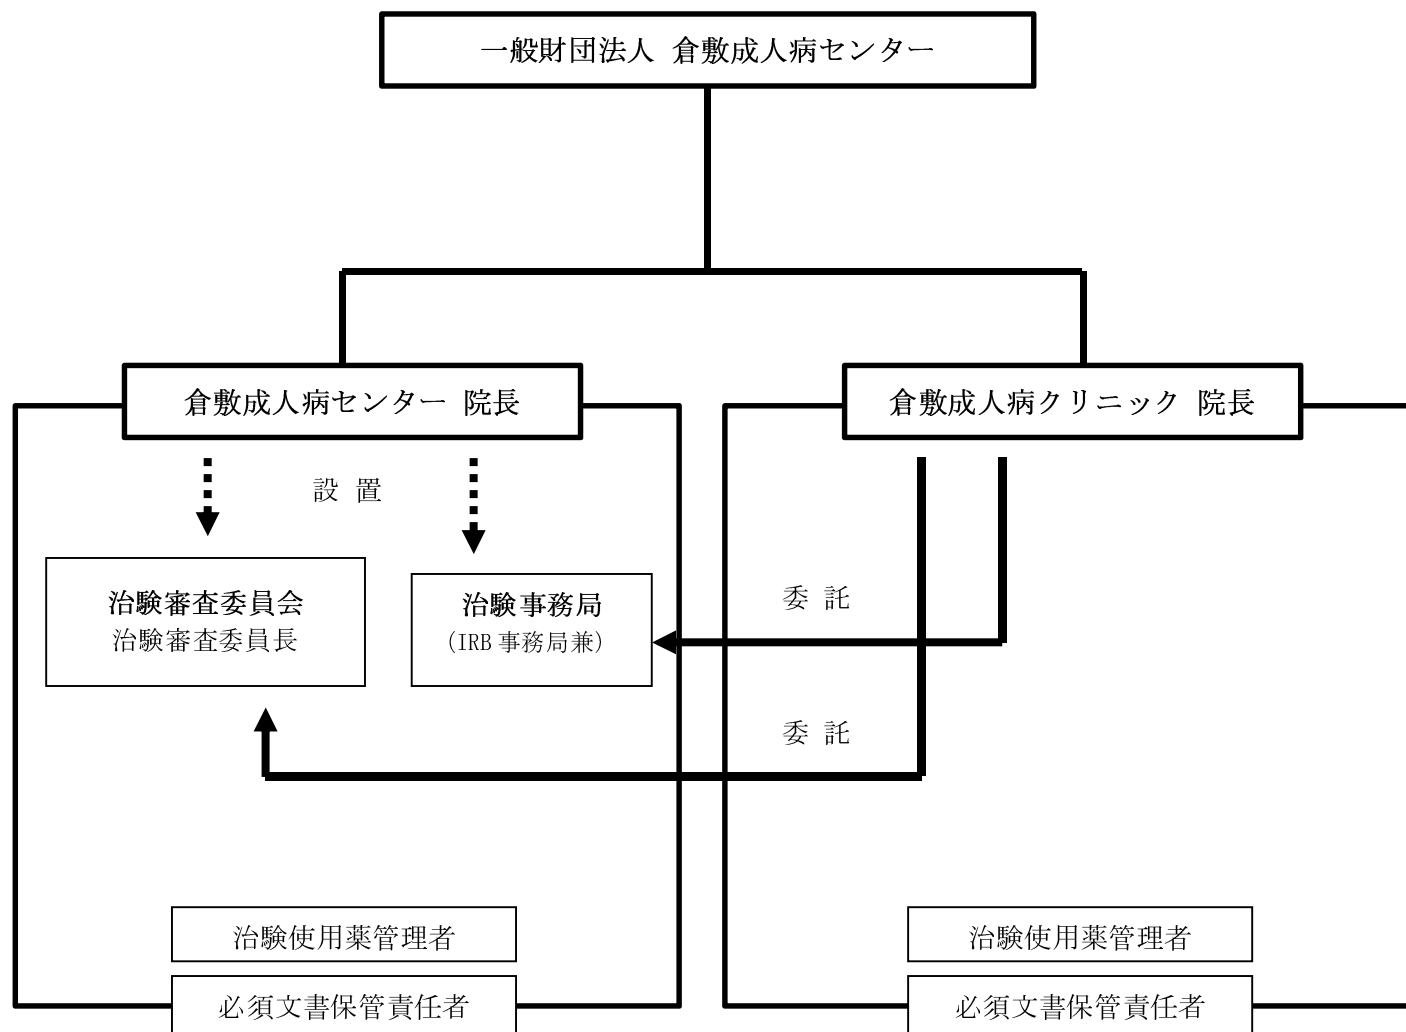 一般財団法人 倉敷成人病センター
倉敷成人病センター 院長
倉敷成人病クリニック 院長
設 置
治験審査委員会
治験審査委員長
治験事務局
(IRB 事務局兼)
委 託
委 託
治験使用薬管理者
必須文書保管責任者
治験使用薬管理者
必須文書保管責任者